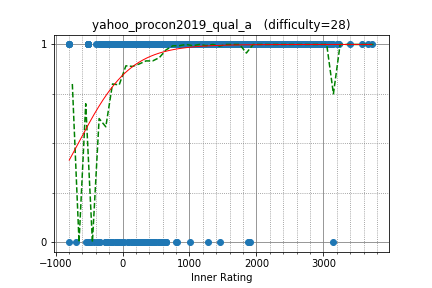 yahoo_procon2019_qual_a (difficulty=28)
1
0
−1000 0 1000 2000 3000
Inner Rating